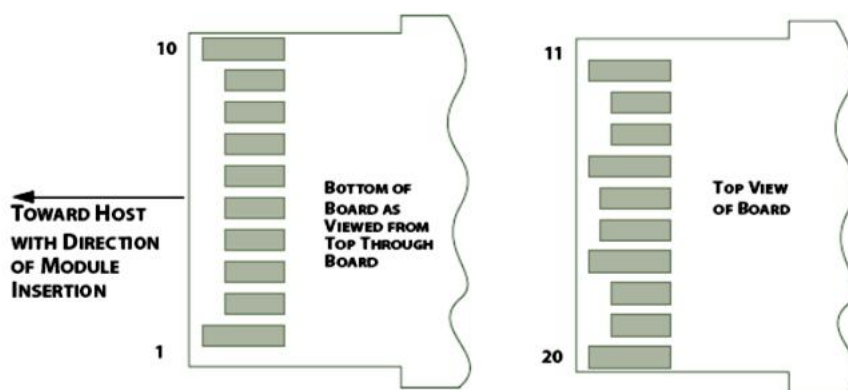 10
BOTTOM OF
BOARD AS
VIEWED FROM
TOP THROUGH
BOARD
TOWARD HOST
WITH DIRECTION
OF MODULE
INSERTION
1
11
TOP VIEW
OF BOARD
20